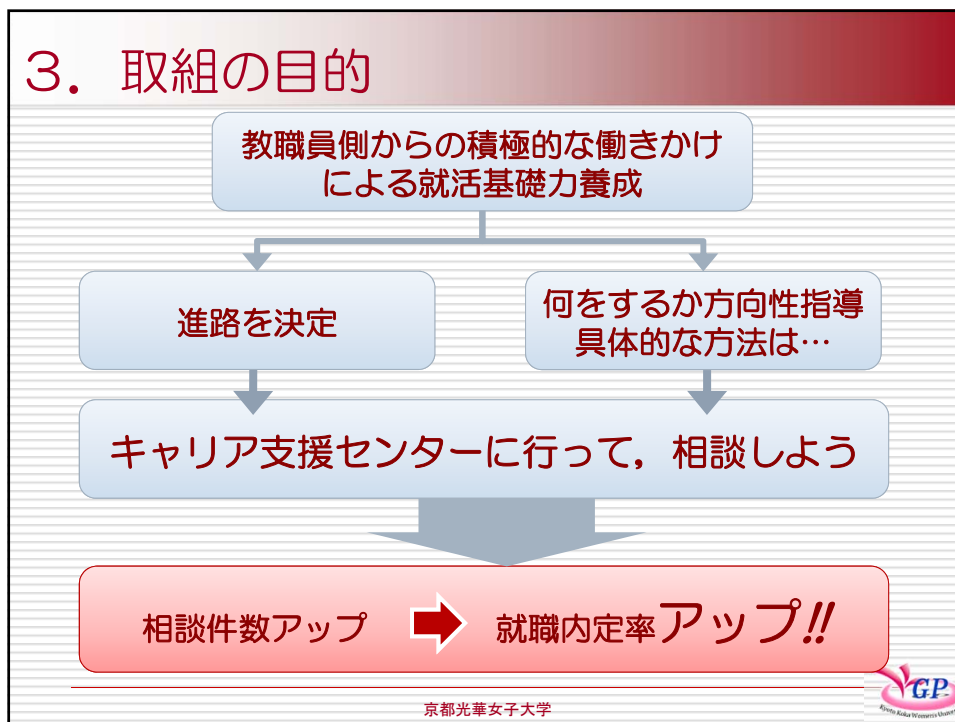 ３．取組の目的
教職員側からの積極的な働きかけ
による就活基礎力養成
進路を決定
何をするか方向性指導
具体的な方法は…
キャリア支援センターに行って，相談しよう
相談件数アップ
就職内定率アップ!!
京都光華女子大学
GP